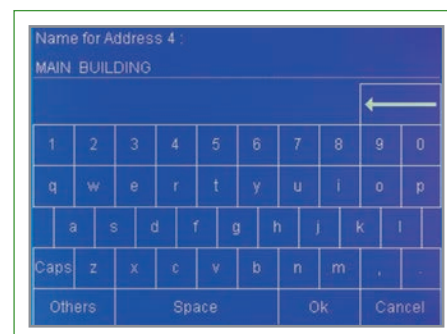 Name for Address 4 :
MAIN BUILDING
1 2 3 4 5 6 7 8 9 0
q w e r t y u i o p
a s d f g h j k l
Caps z x c v b n m , .
Others Space Ok Cancel